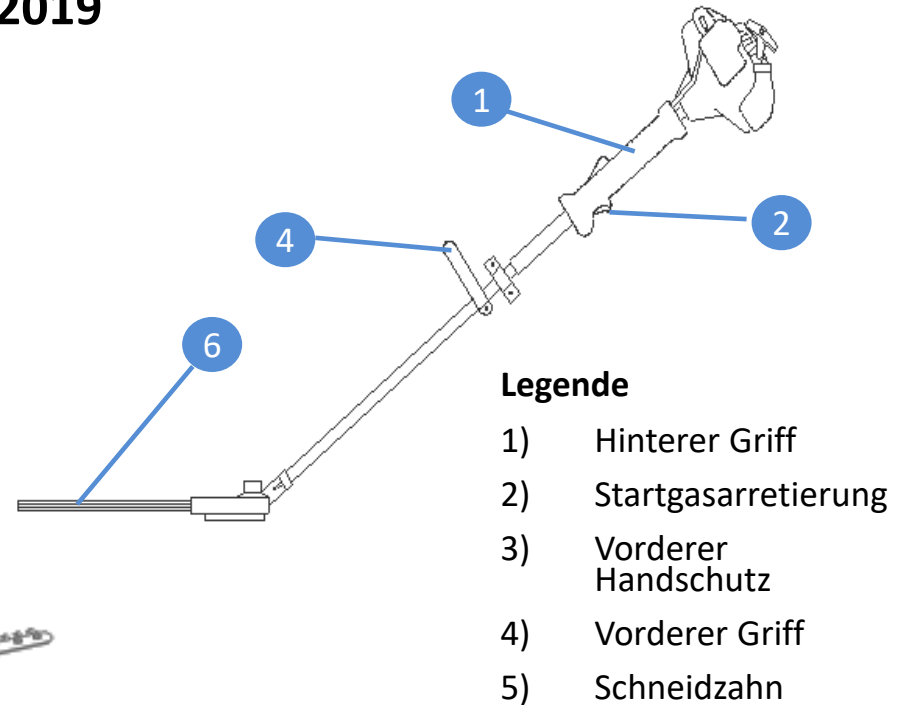 2019
1
2
4
6
Legende
1) Hinterer Griff
2) Startgasarretierung
3) Vorderer
Handschutz
4) Vorderer Griff
5) Schneidzahn